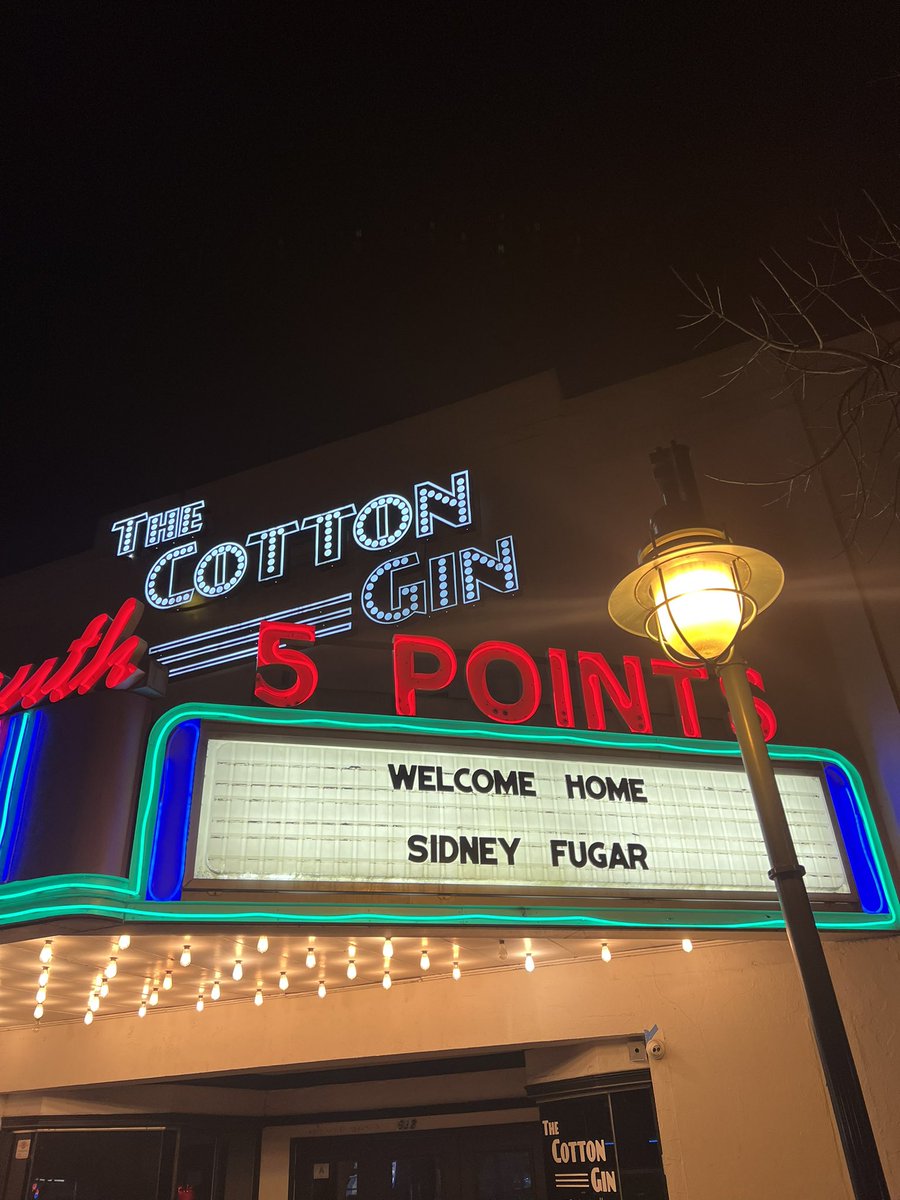 THE
COTTON
GIN
5 POINTS
WELCOME HOME
SIDNEY FUGAR
THE
COTTON
GIN